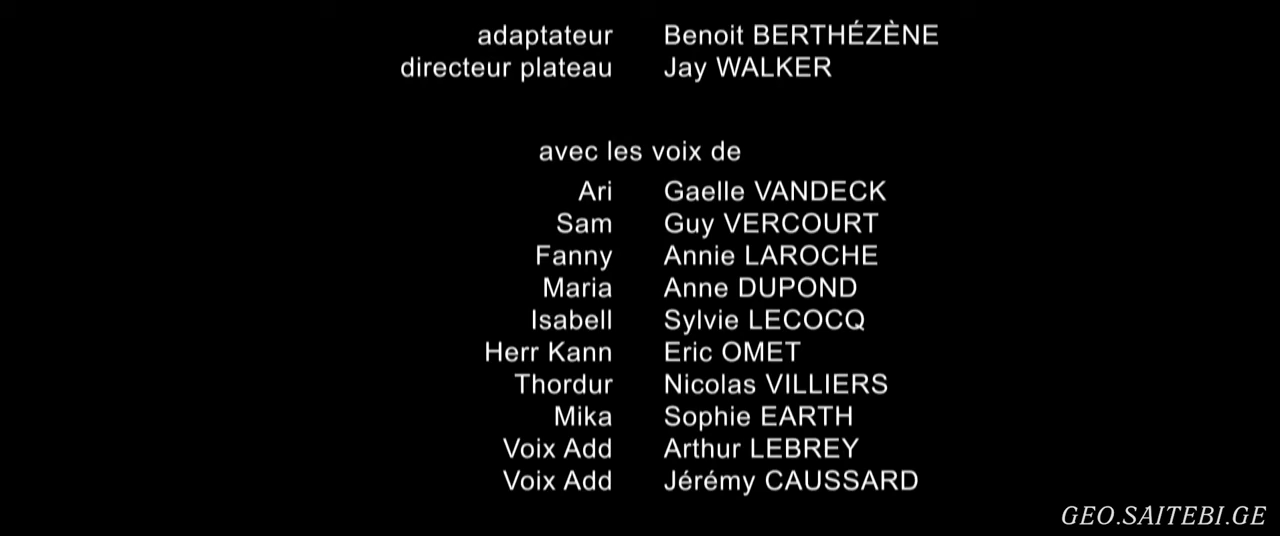 adaptateur Benoit BERTHÉZÈNE
directeur plateau Jay WALKER
avec les voix de
Ari Gaelle VANDECK
Sam Guy VERCOURT
Fanny Annie LAROCHE
Maria Anne DUPOND
Isabell Sylvie LECOCQ
Herr Kann Eric OMET
Thordur Nicolas VILLIERS
Mika Sophie EARTH
Voix Add Arthur LEBREY
Voix Add Jérémy CAUSSARD
GEO.SAITEBI.GE